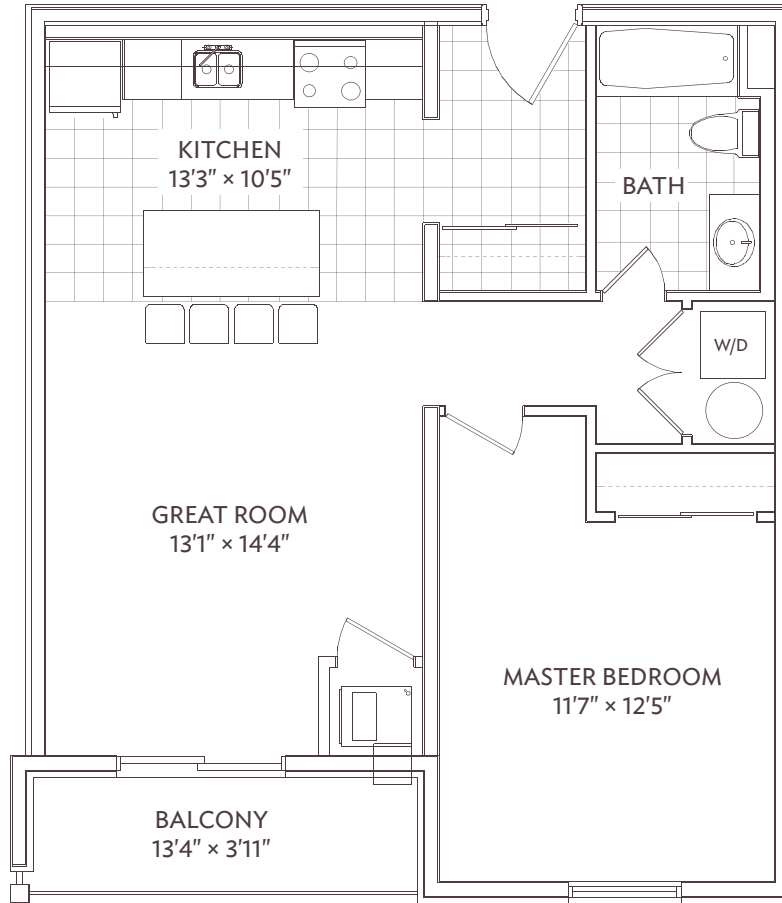 KITCHEN
13'3" × 10'5"
BATH
W/D
GREAT ROOM
13'1" × 14'4"
MASTER BEDROOM
11'7" × 12'5"
BALCONY
13'4" × 3'11"